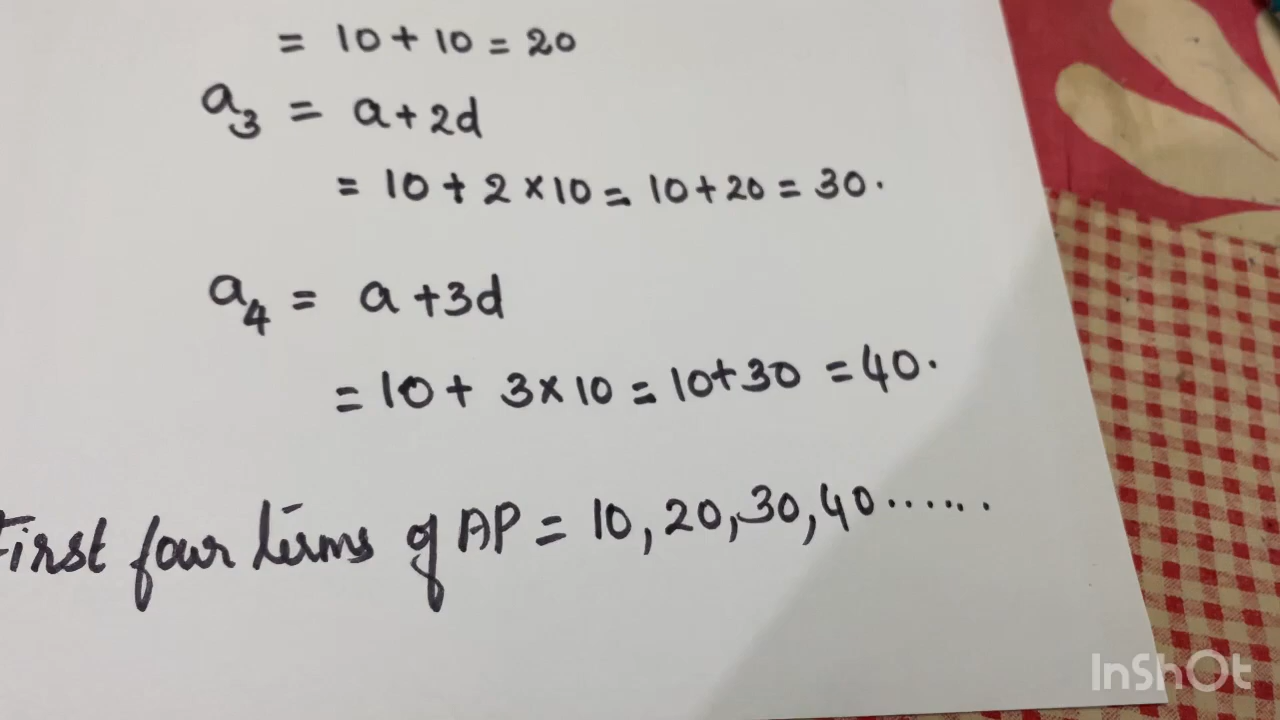 = 10 + 10 = 20
a₃ = a + 2d
= 10 + 2 × 10 = 10 + 20 = 30.
a₄ = a + 3d
= 10 + 3 × 10 = 10 + 30 = 40.
First four terms of AP = 10, 20, 30, 40......
InShOt